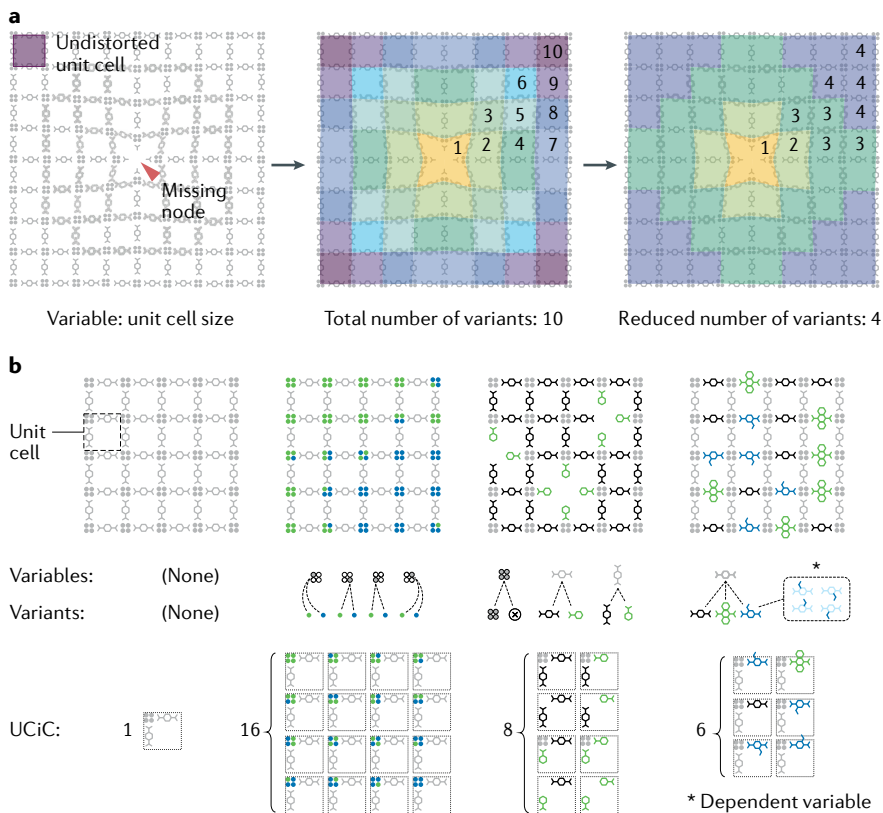 a
Undistorted
unit cell
Missing
node
Variable: unit cell size
10
6 9
3 5 8
1 2 4 7
Total number of variants: 10
4
4 4
3 3 4
1 2 3 3
Reduced number of variants: 4
b
Unit
cell
Variables: (None)
Variants: (None)
*
UCiC: 1 16 8 6
* Dependent variable